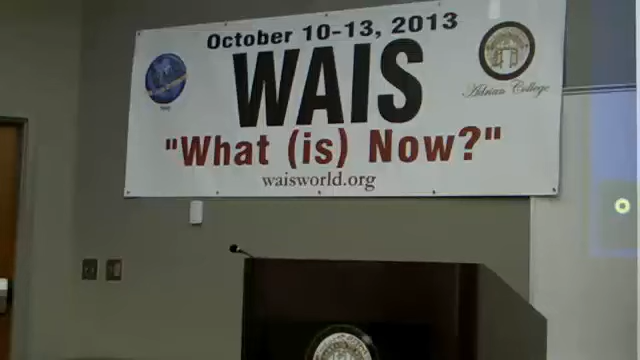 October 10-13, 2013
WAIS
Adrian College
"What (is) Now?"
waisworld.org